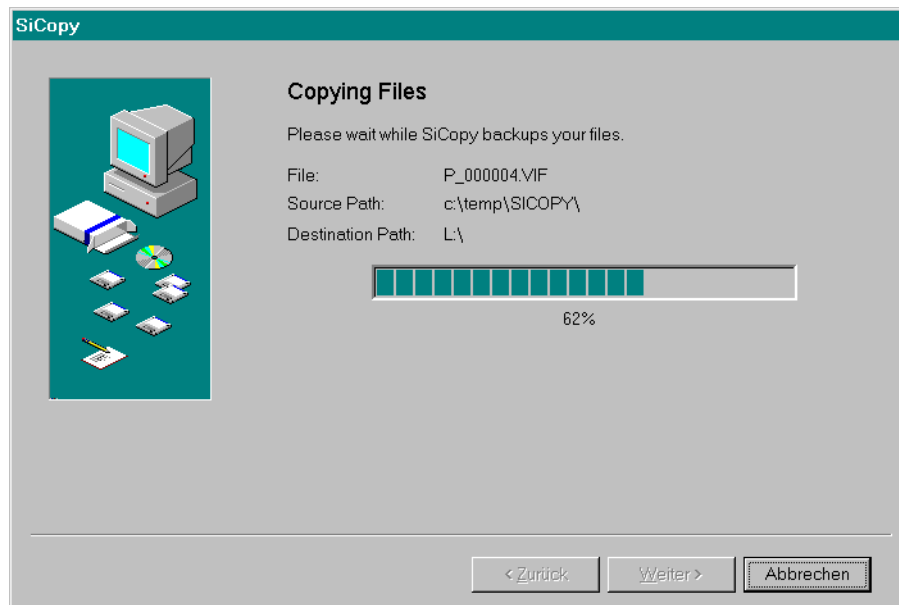 SiCopy
Copying Files
Please wait while SiCopy backups your files.
File: P_000004.VIF
Source Path: c:\temp\SICOPY\
Destination Path: L:\
62%
< Zurück Weiter > Abbrechen